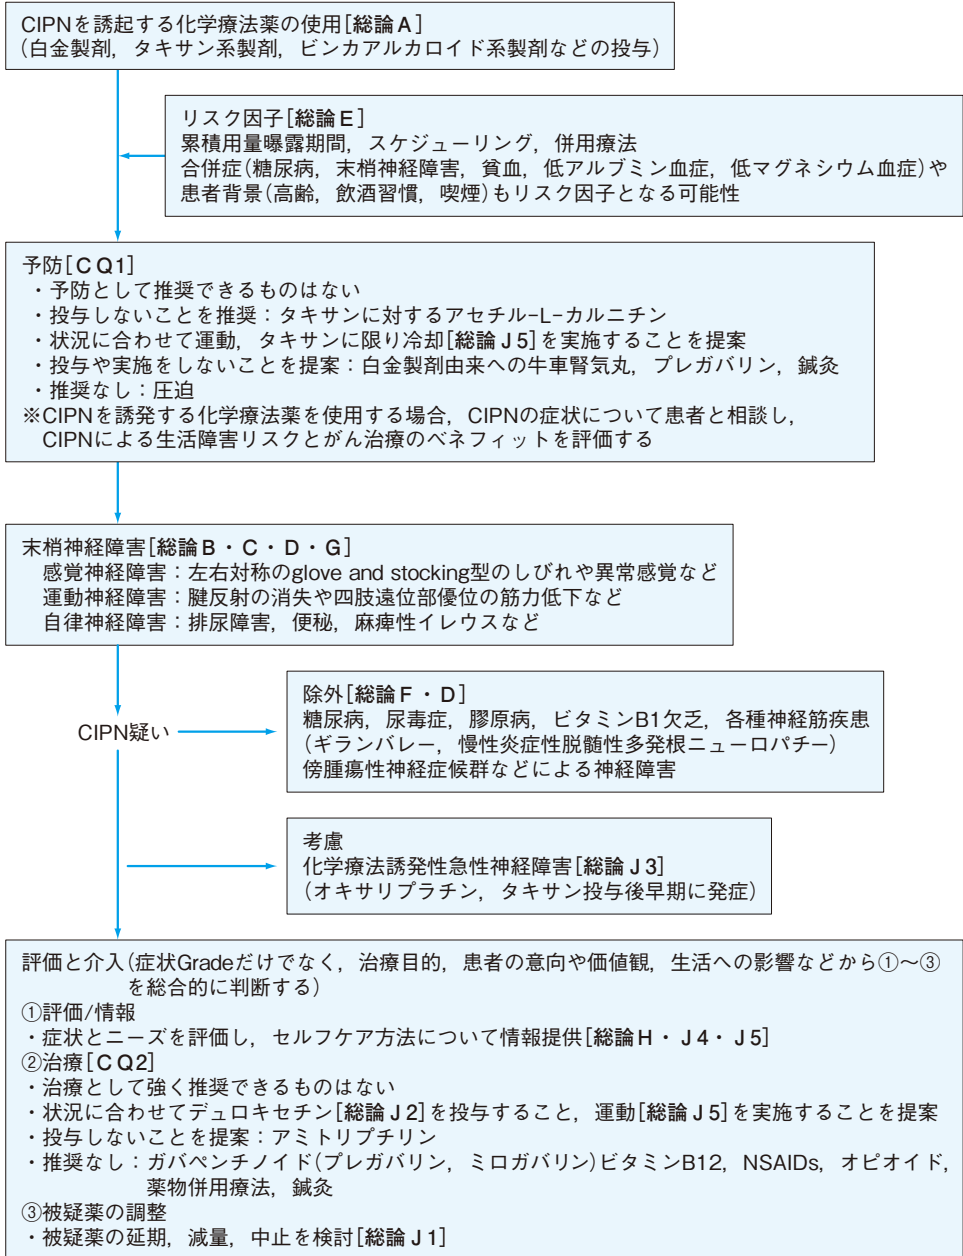 CIPNを誘起する化学療法薬の使用[総論A]
(白金製剤，タキサン系製剤，ビンカアルカロイド系製剤などの投与)
リスク因子[総論E]
累積用量曝露期間，スケジューリング，併用療法
合併症(糖尿病，末梢神経障害，貧血，低アルブミン血症，低マグネシウム血症)や
患者背景(高齢，飲酒習慣，喫煙)もリスク因子となる可能性
予防[CQ1]
・予防として推奨できるものはない
・投与しないことを推奨：タキサンに対するアセチル-L-カルニチン
・状況に合わせて運動，タキサンに限り冷却[総論J5]を実施することを提案
・投与や実施をしないことを提案：白金製剤由来への牛車腎気丸，プレガバリン，鍼灸
・推奨なし：圧迫
※CIPNを誘発する化学療法薬を使用する場合，CIPNの症状について患者と相談し，
CIPNによる生活障害リスクとがん治療のベネフィットを評価する
末梢神経障害[総論B・C・D・G]
感覚神経障害：左右対称のglove and stocking型のしびれや異常感覚など
運動神経障害：腱反射の消失や四肢遠位部優位の筋力低下など
自律神経障害：排尿障害，便秘，麻痺性イレウスなど
CIPN疑い
除外[総論F・D]
糖尿病，尿毒症，膠原病，ビタミンB1欠乏，各種神経筋疾患
(ギランバレー，慢性炎症性脱髄性多発根ニューロパチー)
傍腫瘍性神経症候群などによる神経障害
考慮
化学療法誘発性急性神経障害[総論J3]
(オキサリプラチン，タキサン投与後早期に発症)
評価と介入(症状Gradeだけでなく，治療目的，患者の意向や価値観，生活への影響などから①〜③
を総合的に判断する)
①評価/情報
・症状とニーズを評価し，セルフケア方法について情報提供[総論H・J4・J5]
②治療[CQ2]
・治療として強く推奨できるものはない
・状況に合わせてデュロキセチン[総論J2]を投与すること，運動[総論J5]を実施することを提案
・投与しないことを提案：アミトリプチリン
・推奨なし：ガバペンチノイド(プレガバリン，ミロガバリン)ビタミンB12，NSAIDs，オピオイド，
薬物併用療法，鍼灸
③被疑薬の調整
・被疑薬の延期，減量，中止を検討[総論J1]